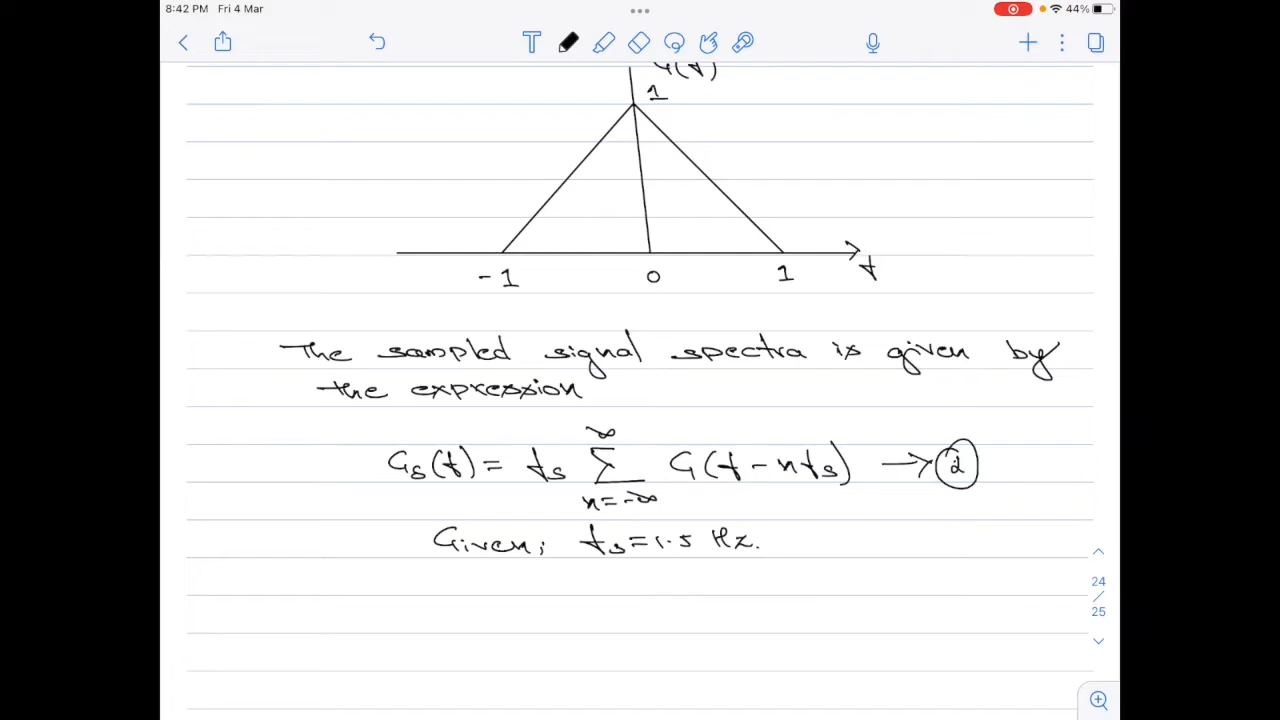 8:42 PM Fri 4 Mar
44%
G(f)
1
-1 0 1 f
The sampled signal spectra is given by
the expression
Gs(f) = fs ∑ n=-∞ ∞ G(f - nfs) → 2
Given, fs = 1.5 Hz.
24
25